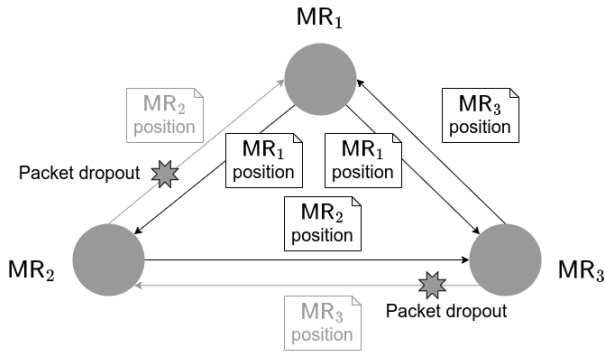 MR₁
MR₂
position
MR₃
position
Packet dropout
MR₁
position
MR₁
position
MR₂
position
MR₂
MR₃
MR₃
position
Packet dropout